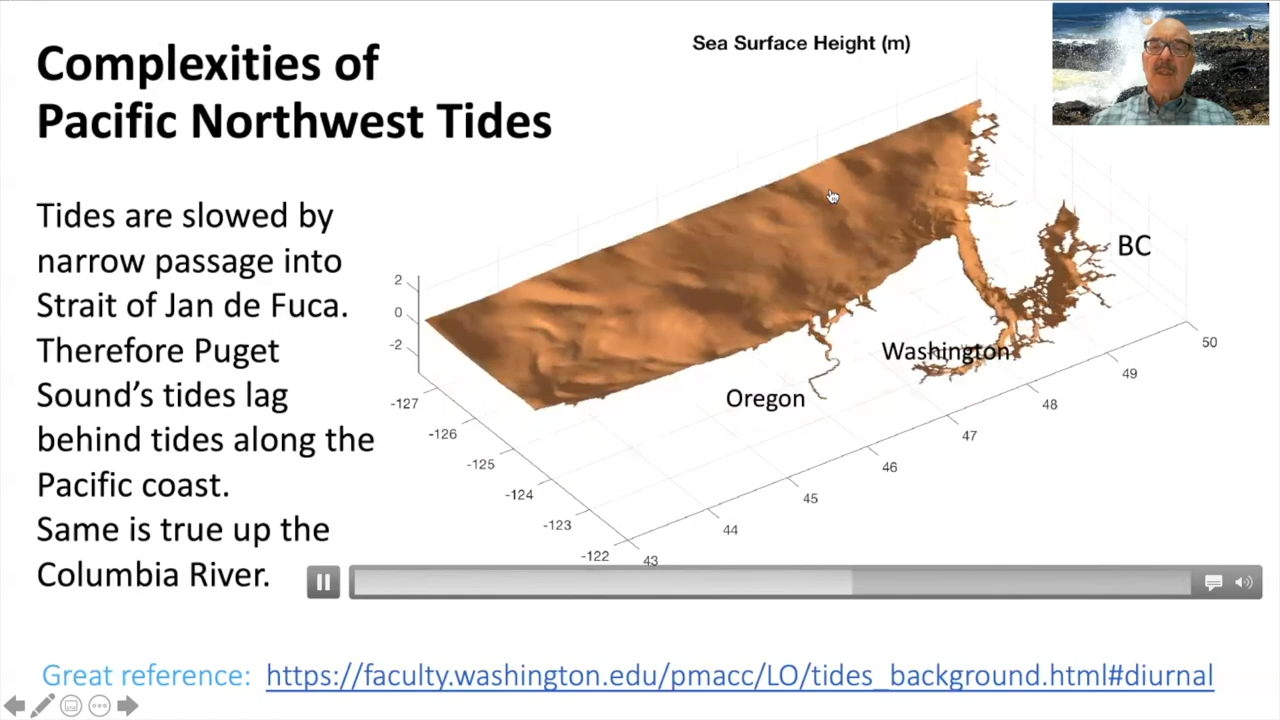 Complexities of
Pacific Northwest Tides
Tides are slowed by
narrow passage into
Strait of Jan de Fuca.
Therefore Puget
Sound’s tides lag
behind tides along the
Pacific coast.
Same is true up the
Columbia River.
Sea Surface Height (m)
2
0
-2
-127
-126
-125
-124
-123
-122
43
44
45
46
47
48
49
50
BC
Washington
Oregon
Great reference: https://faculty.washington.edu/pmacc/LO/tides_background.html#diurnal